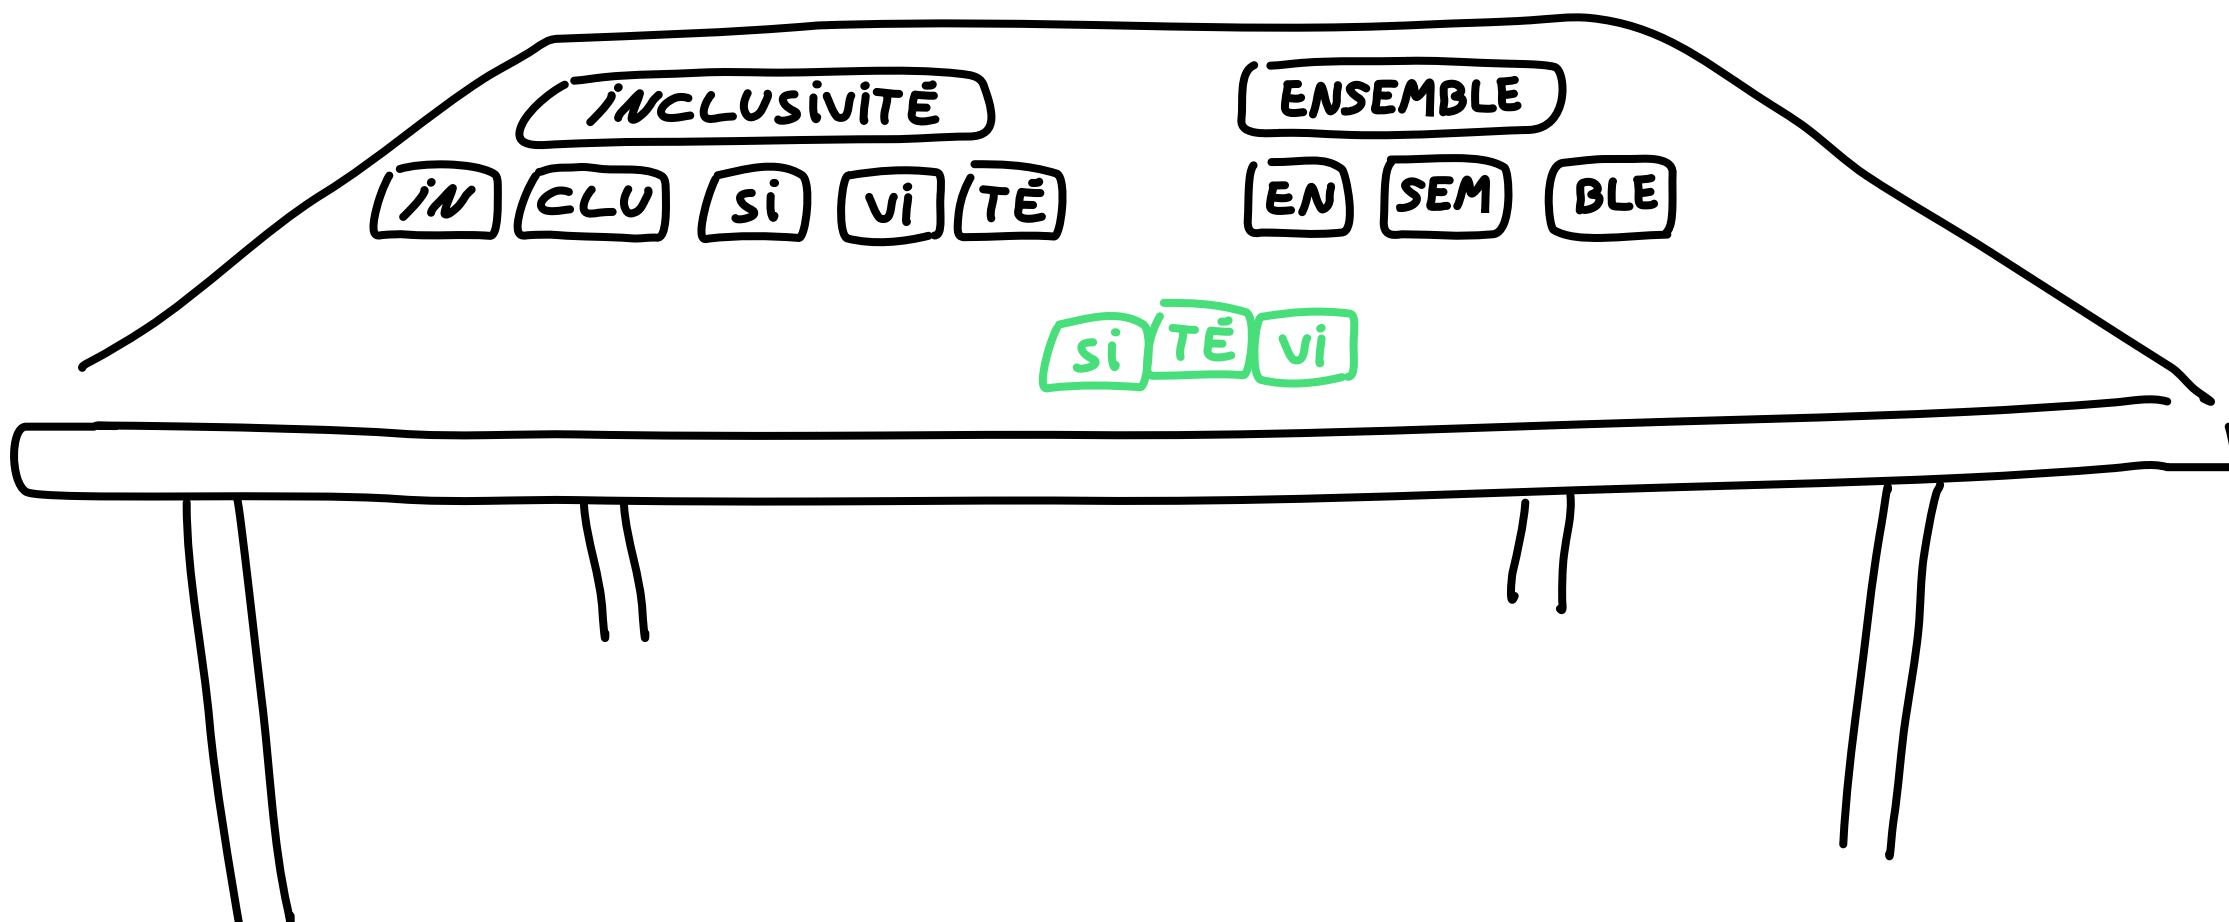 iNCLUSiViTÉ ENSEMBLE
iN CLU Si Vi TÉ EN SEM BLE
Si TÉ Vi